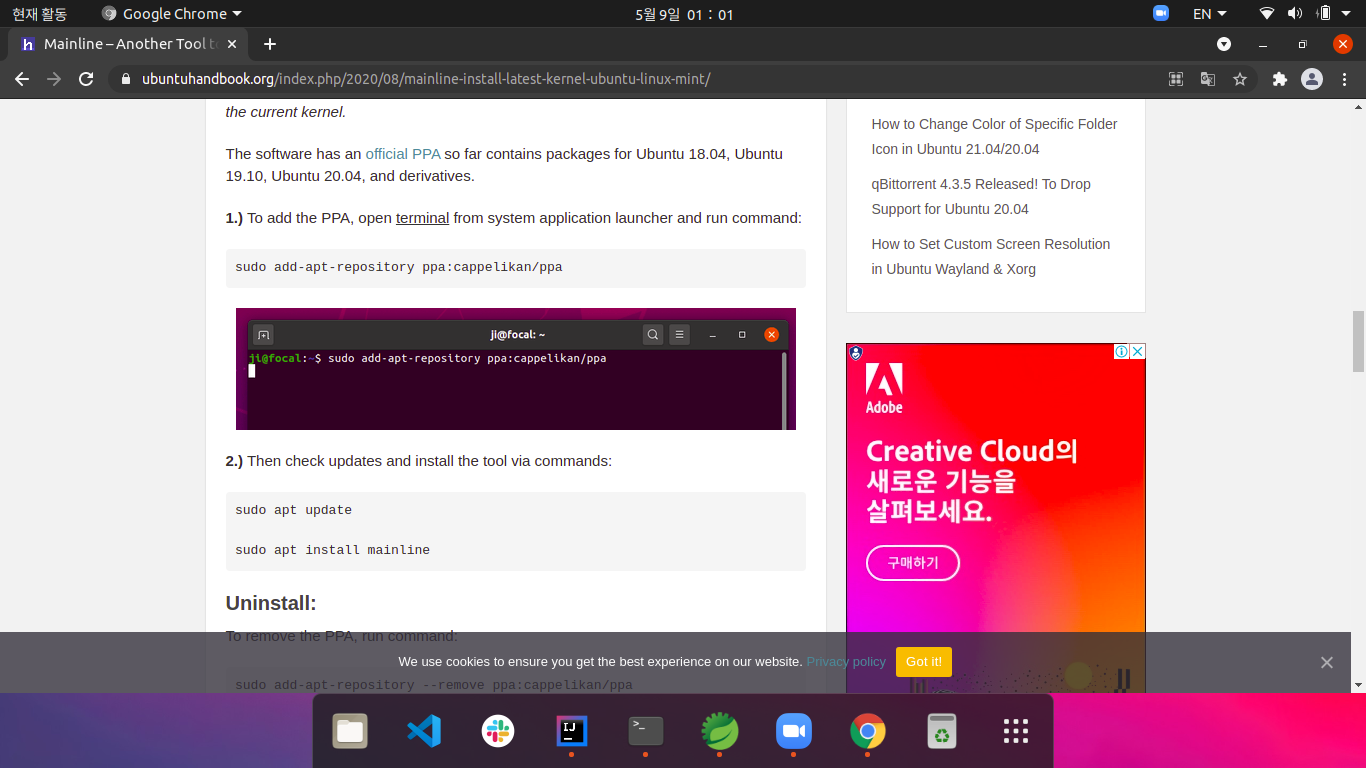 현재 활동
Google Chrome
5월 9일 01 : 01
EN
Mainline – Another Tool to
ubuntuhandbook.org/index.php/2020/08/mainline-install-latest-kernel-ubuntu-linux-mint/
the current kernel.
The software has an official PPA so far contains packages for Ubuntu 18.04, Ubuntu
19.10, Ubuntu 20.04, and derivatives.
1.) To add the PPA, open terminal from system application launcher and run command:
sudo add-apt-repository ppa:cappelikan/ppa
ji@focal: ~
ji@focal:~$ sudo add-apt-repository ppa:cappelikan/ppa
2.) Then check updates and install the tool via commands:
sudo apt update
sudo apt install mainline
Uninstall:
To remove the PPA, run command:
sudo add-apt-repository --remove ppa:cappelikan/ppa
How to Change Color of Specific Folder
Icon in Ubuntu 21.04/20.04
qBittorrent 4.3.5 Released! To Drop
Support for Ubuntu 20.04
How to Set Custom Screen Resolution
in Ubuntu Wayland & Xorg
Adobe
Creative Cloud의
새로운 기능을
살펴보세요.
구매하기
We use cookies to ensure you get the best experience on our website. Privacy policy Got it!
IJ
>_